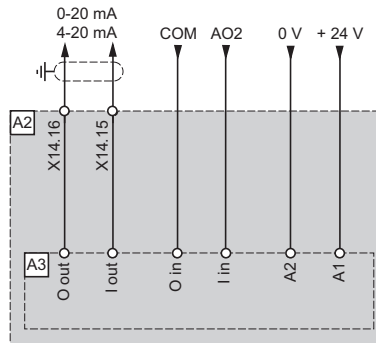 0-20 mA
4-20 mA
COM
AO2
0 V
+ 24 V
A2
X14.16
X14.15
A3
O out
I out
O in
I in
A2
A1